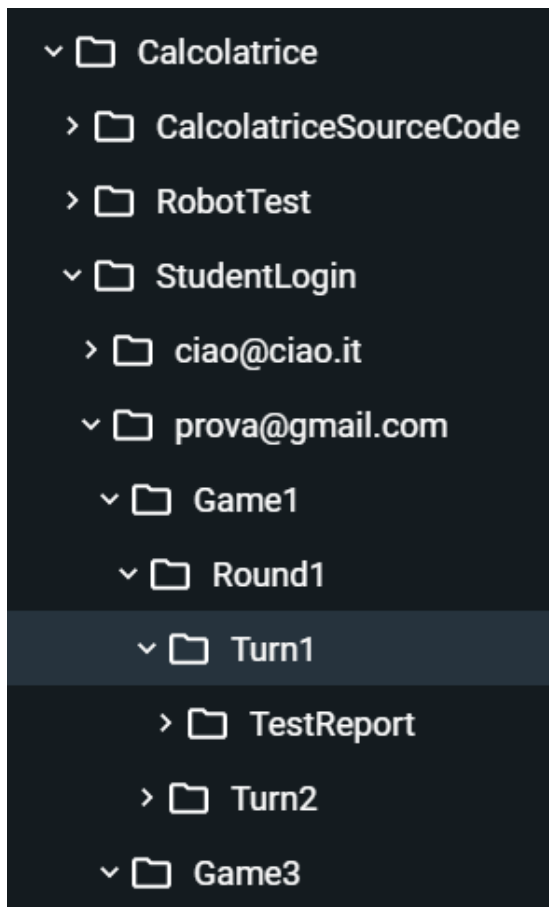 Calcolatrice
CalcolatriceSourceCode
RobotTest
StudentLogin
ciao@ciao.it
prova@gmail.com
Game1
Round1
Turn1
TestReport
Turn2
Game3